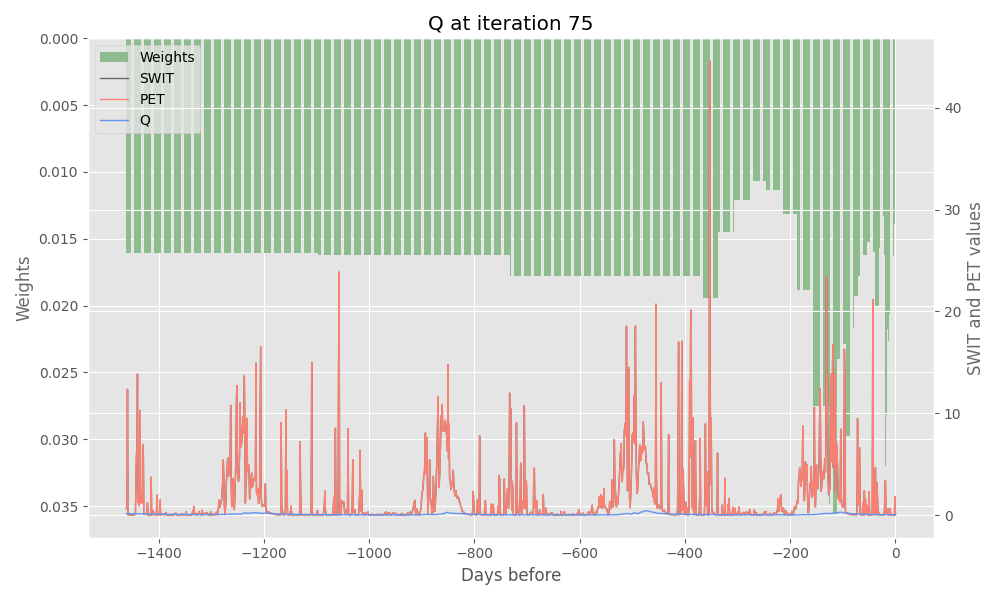 Q at iteration 75
Weights
SWIT
PET
Q
0.000
0.005
0.010
0.015
0.020
0.025
0.030
0.035
Weights
40
30
20
10
0
SWIT and PET values
−1400
−1200
−1000
−800
−600
−400
−200
0
Days before